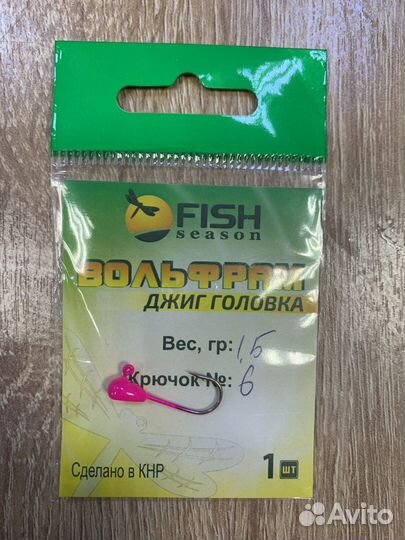 FISH
season
ВОЛЬФРАМ
ДЖИГ ГОЛОВКА
Вес, гр: 1,5
Крючок №: 6
Сделано в КНР
1 шт
Avito